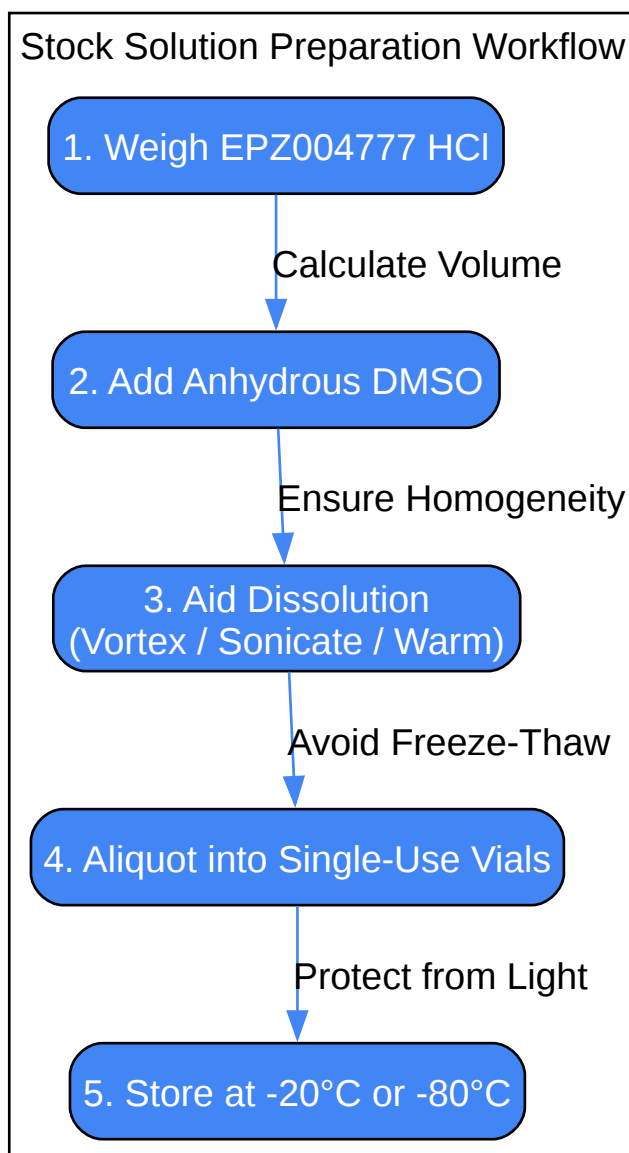 Stock Solution Preparation Workflow
1. Weigh EPZ004777 HCl
Calculate Volume
2. Add Anhydrous DMSO
Ensure Homogeneity
3. Aid Dissolution
(Vortex / Sonicate / Warm)
Avoid Freeze-Thaw
4. Aliquot into Single-Use Vials
Protect from Light
5. Store at -20°C or -80°C